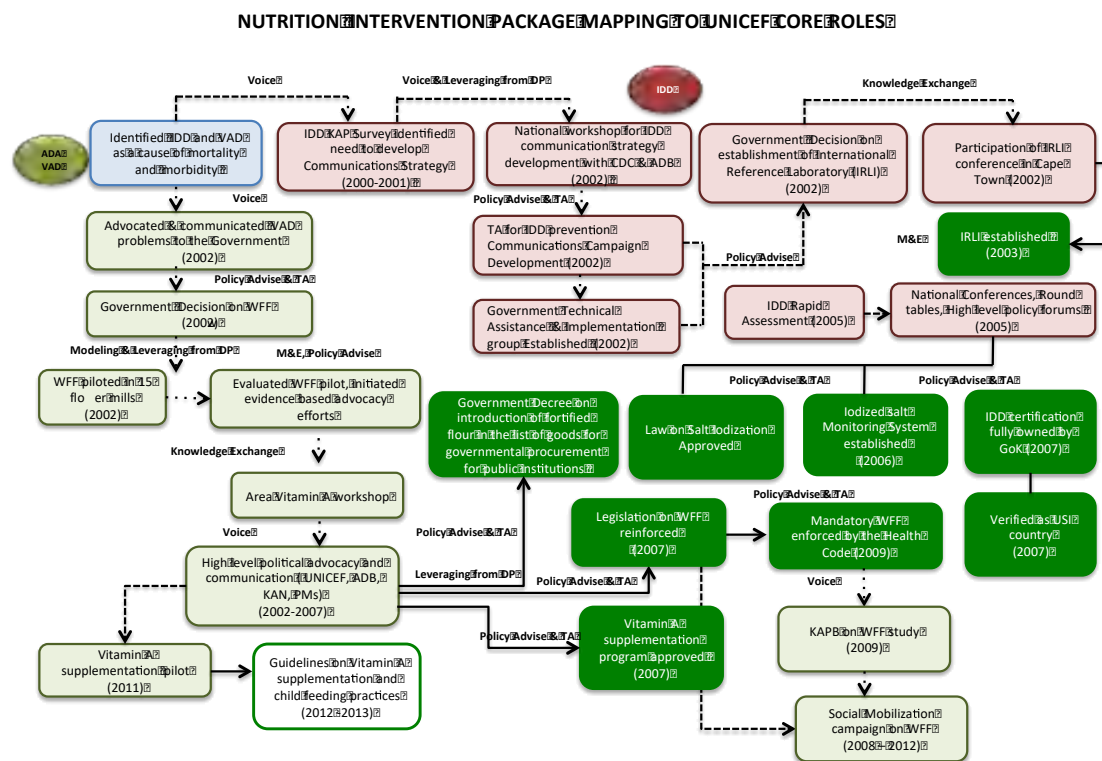 NUTRITION INTERVENTION PACKAGE MAPPING TO UNICEF CORE ROLES
Voice
Voice & Leveraging from DP
IDD
Knowledge Exchange
ADA
VAD
Identified IDD and VAD
as a cause of mortality
and morbidity
IDD KAP Survey Identified
need to develop
Communications Strategy
(2000-2001)
National workshop for IDD
communication strategy
development with CDC & ADB
(2002)
Government Decision on
establishment of International
Reference Laboratory (IRLI)
(2002)
Participation of IRLI
conference in Cape
Town (2002)
Voice
Policy Advise & TA
Advocated & communicated VAD
problems to the Government
(2002)
TA for IDD prevention
Communications Campaign
Development (2002)
Policy Advise
M&E
IRLI established
(2003)
Policy Advise & TA
Government Decision on WFF
(2002)
Government Technical
Assistance & Implementation
group Established (2002)
IDD Rapid
Assessment (2005)
National Conferences, Round
tables, High level policy forums
(2005)
Modeling & Leveraging from DP
M&E, Policy Advise
WFF piloted in 15
flo er mills
(2002)
Evaluated WFF pilot, initiated
evidence based advocacy
efforts
Policy Advise & TA
Policy Advise & TA
Policy Advise & TA
Government Decree on
introduction of fortified
flour in the list of goods for
governmental procurement
for public institutions
Law on Salt Iodization
Approved
Iodized salt
Monitoring System
established
(2006)
IDD certification
fully owned by
GoK (2007)
Knowledge Exchange
Area Vitamin A workshop
Policy Advise & TA
Voice
Policy Advise & TA
Legislation on WFF
reinforced
(2007)
Mandatory WFF
enforced by the Health
Code (2009)
Verified as USI
country
(2007)
High level political advocacy and
communication (UNICEF, ADB,
KAN, PMs)
(2002-2007)
Leveraging from DP
Policy Advise & TA
Voice
Policy Advise & TA
Vitamin A
supplementation
program approved
(2007)
KAPB on WFF study
(2009)
Vitamin A
supplementation pilot
(2011)
Guidelines on Vitamin A
supplementation and
child feeding practices
(2012-2013)
Social Mobilization
campaign on WFF
(2008 – 2012)